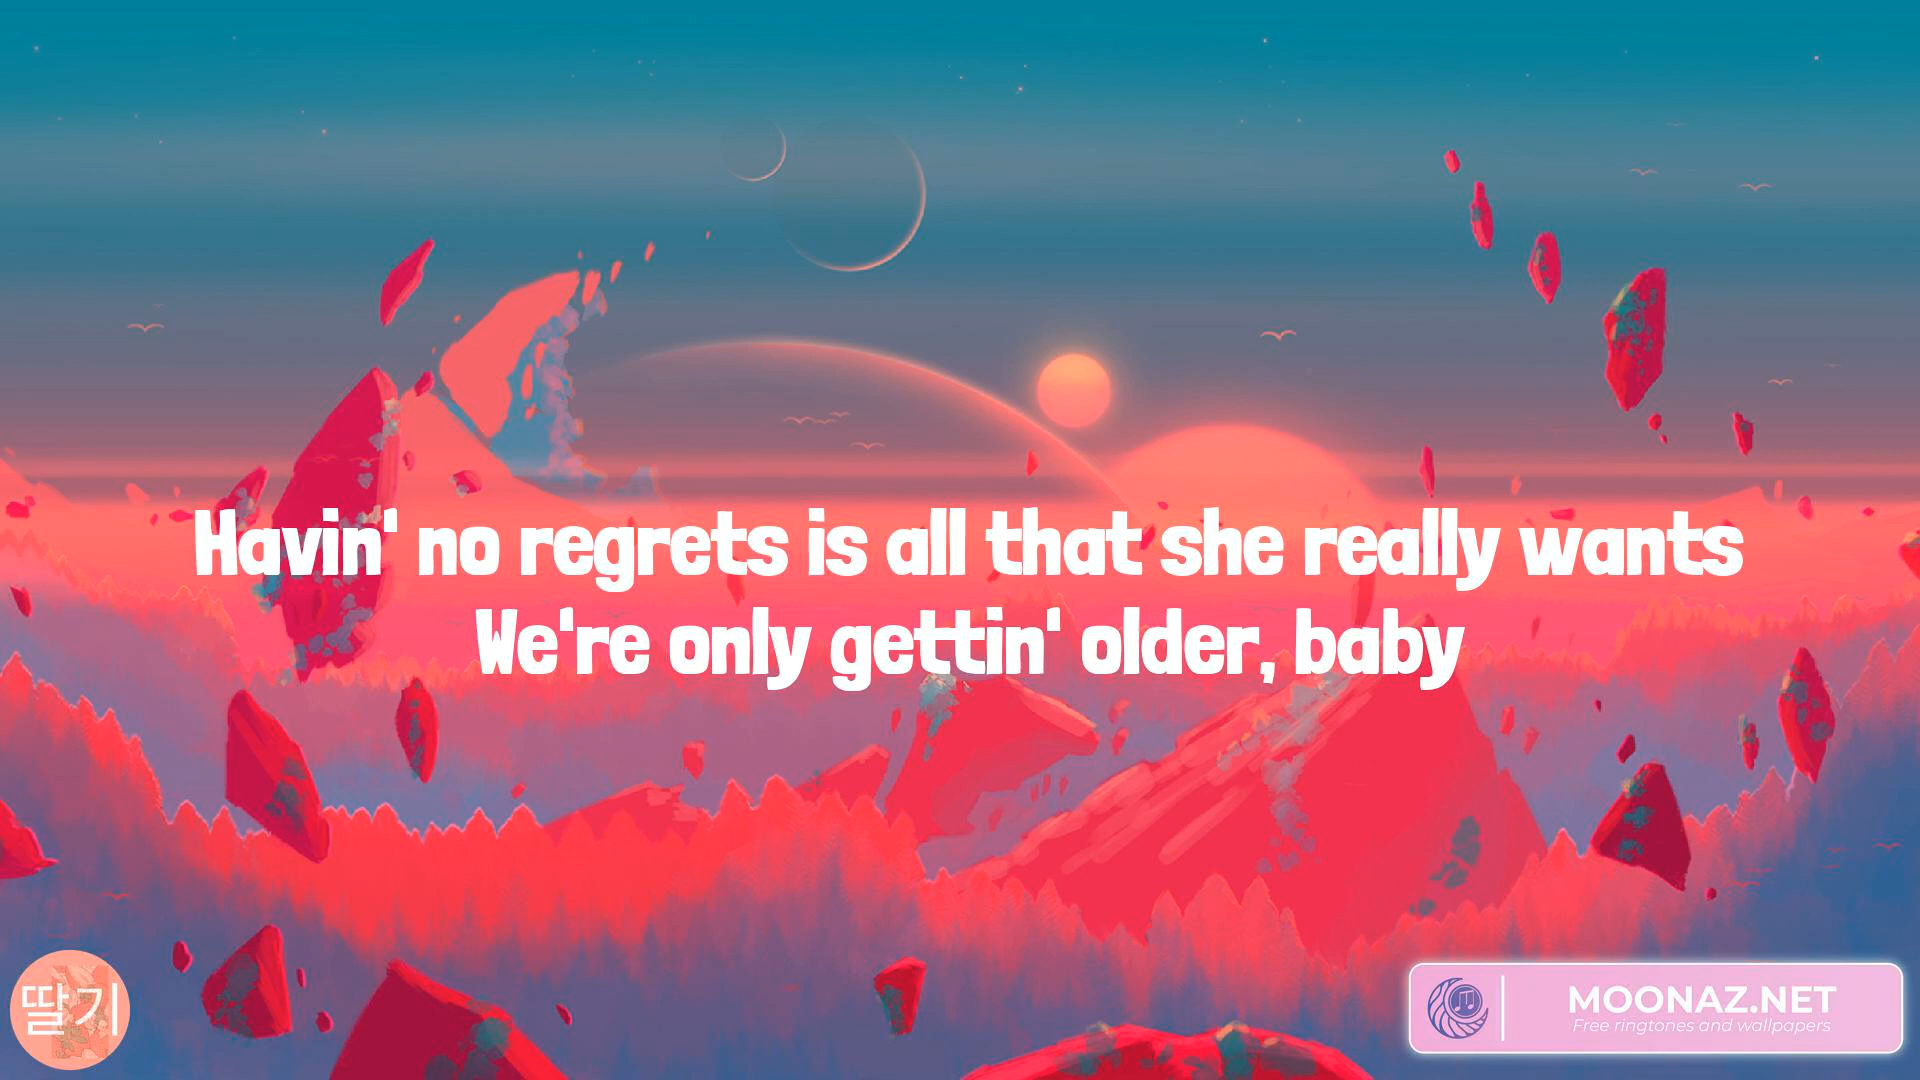 Havin' no regrets is all that she really wants
We're only gettin' older, baby
딸기
MOONAZ.NET
Free ringtones and wallpapers